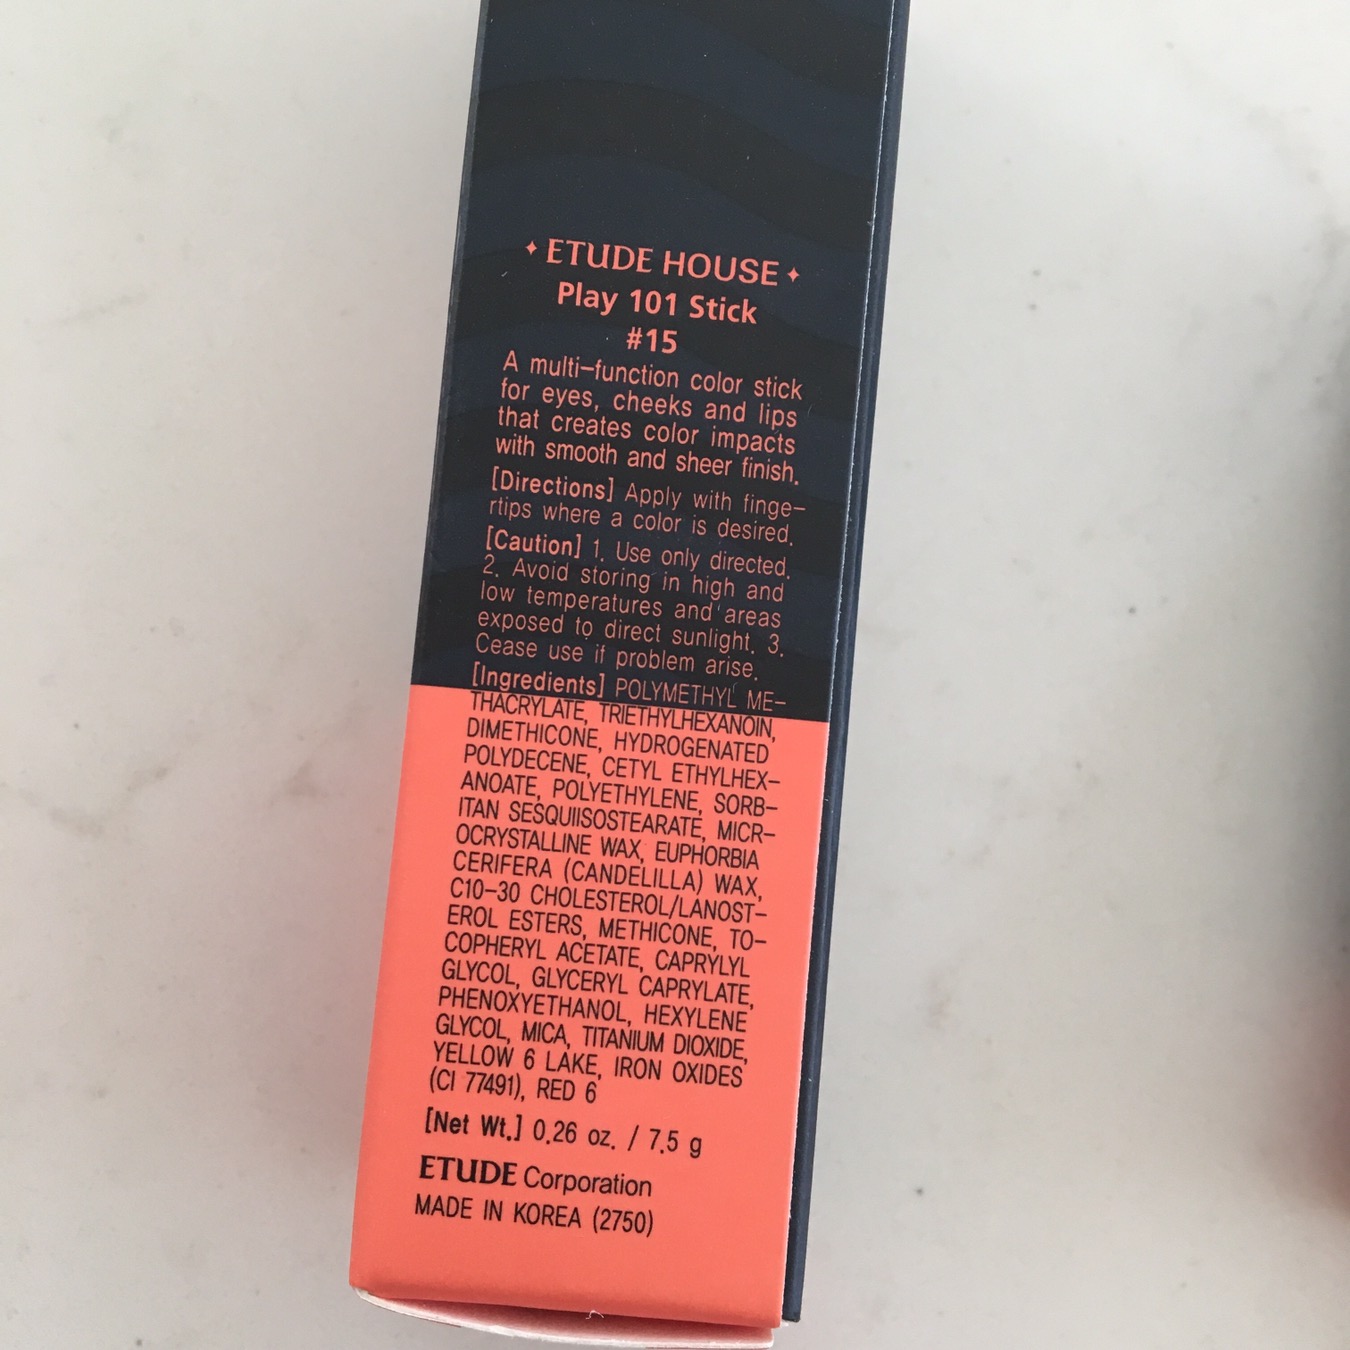 ETUDE HOUSE
Play 101 Stick
#15
A multi-function color stick
for eyes, cheeks and lips
that creates color impacts
with smooth and sheer finish.
[Directions] Apply with finge-
rtips where a color is desired.
[Caution] 1. Use only directed.
2. Avoid storing in high and
low temperatures and areas
exposed to direct sunlight. 3.
Cease use if problem arise.
[Ingredients] POLYMETHYL ME-
THACRYLATE, TRIETHYLHEXANOIN,
DIMETHICONE, HYDROGENATED
POLYDECENE, CETYL ETHYLHEX-
ANOATE, POLYETHYLENE, SORB-
ITAN SESQUIISOSTEARATE, MICR-
OCRYSTALLINE WAX, EUPHORBIA
CERIFERA (CANDELILLA) WAX,
C10-30 CHOLESTEROL/LANOST-
EROL ESTERS, METHICONE, TO-
COPHERYL ACETATE, CAPRYLYL
GLYCOL, GLYCERYL CAPRYLATE,
PHENOXYETHANOL, HEXYLENE
GLYCOL, MICA, TITANIUM DIOXIDE,
YELLOW 6 LAKE, IRON OXIDES
(CI 77491), RED 6
[Net Wt.] 0.26 oz. / 7.5 g
ETUDE Corporation
MADE IN KOREA (2750)